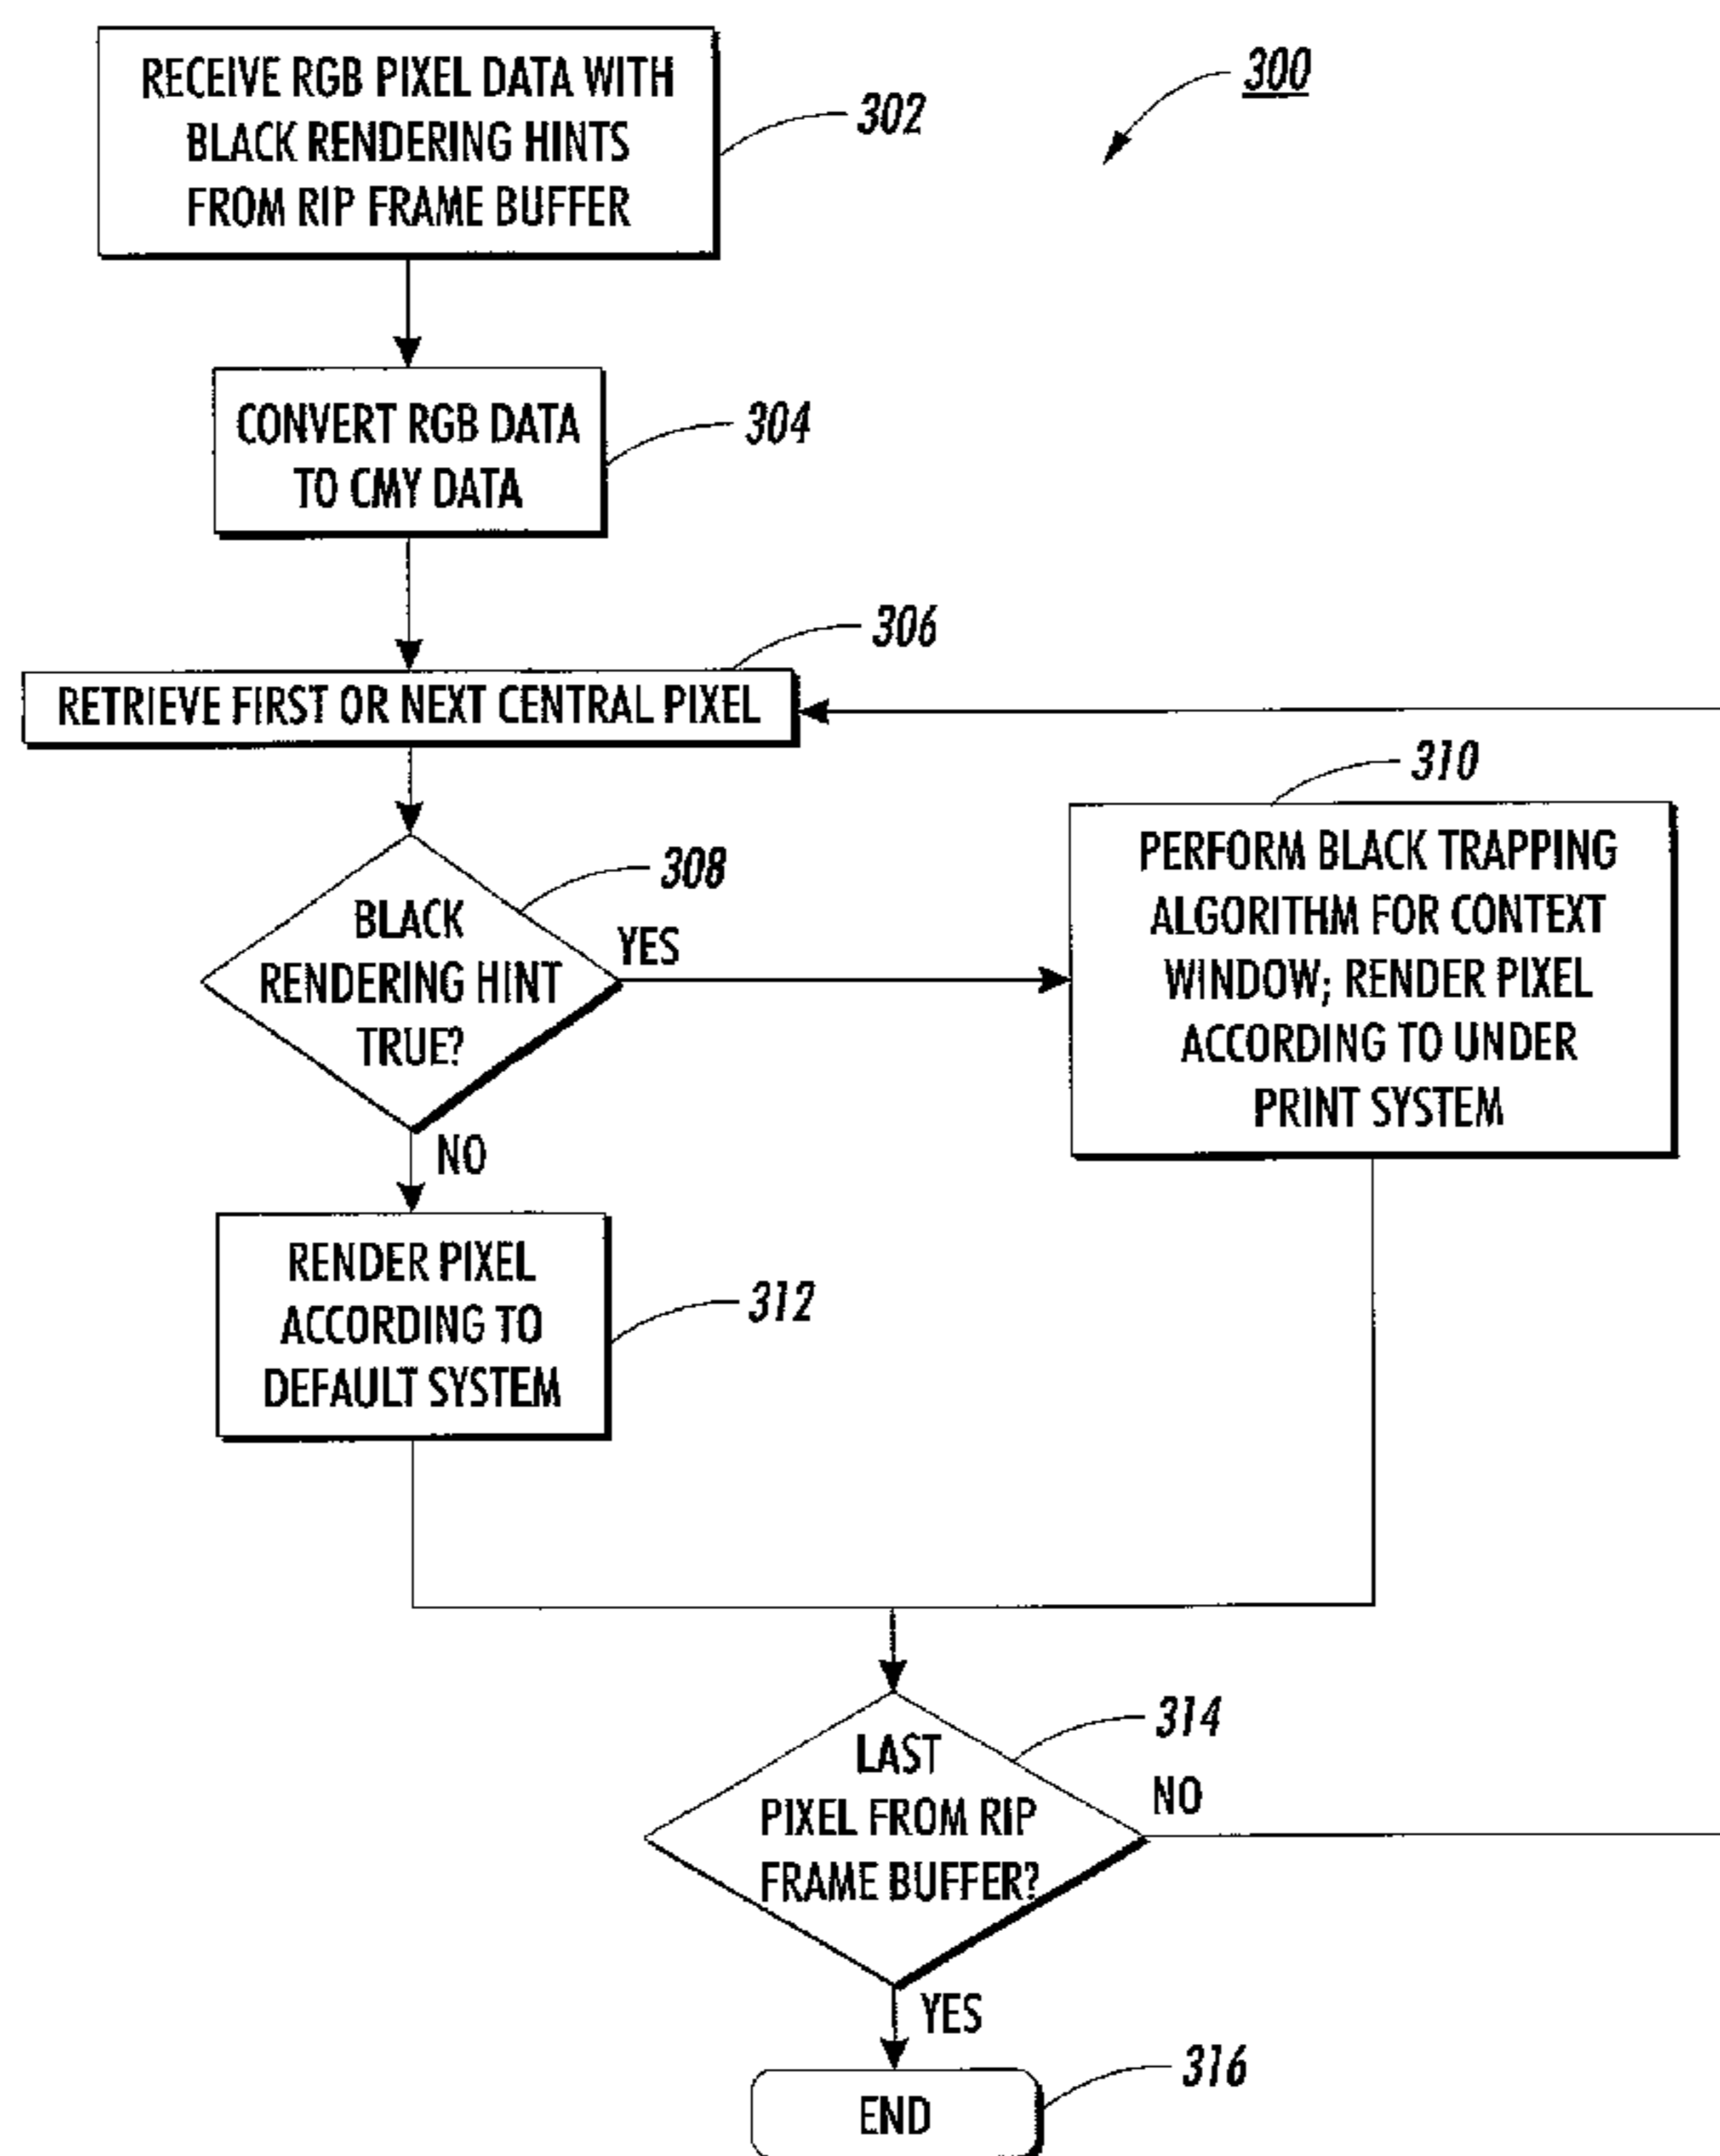 300
RECEIVE RGB PIXEL DATA WITH
BLACK RENDERING HINTS
FROM RIP FRAME BUFFER
302
CONVERT RGB DATA
TO CMY DATA
304
306
RETRIEVE FIRST OR NEXT CENTRAL PIXEL
308
BLACK
RENDERING HINT
TRUE?
YES
NO
310
PERFORM BLACK TRAPPING
ALGORITHM FOR CONTEXT
WINDOW; RENDER PIXEL
ACCORDING TO UNDER
PRINT SYSTEM
RENDER PIXEL
ACCORDING TO
DEFAULT SYSTEM
312
314
LAST
PIXEL FROM RIP
FRAME BUFFER?
NO
YES
END
316